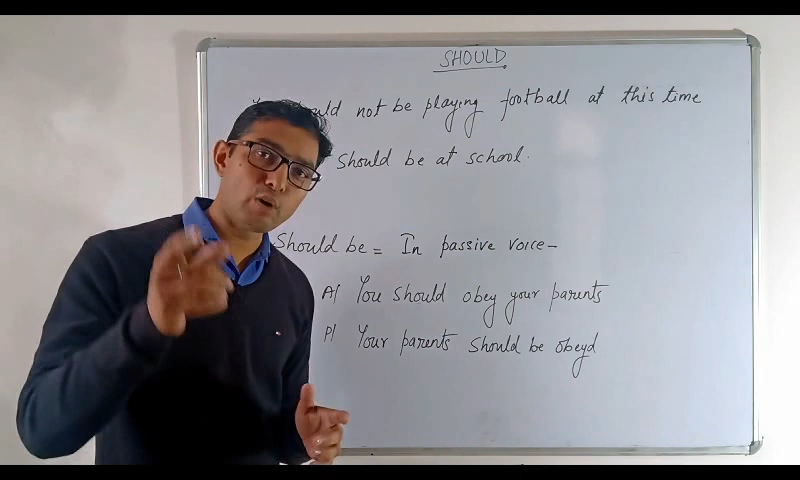 SHOULD
not be playing football at this time
Should be at school.
Should be = In passive voice -
A/ You should obey your parents
P/ Your parents should be obeyd